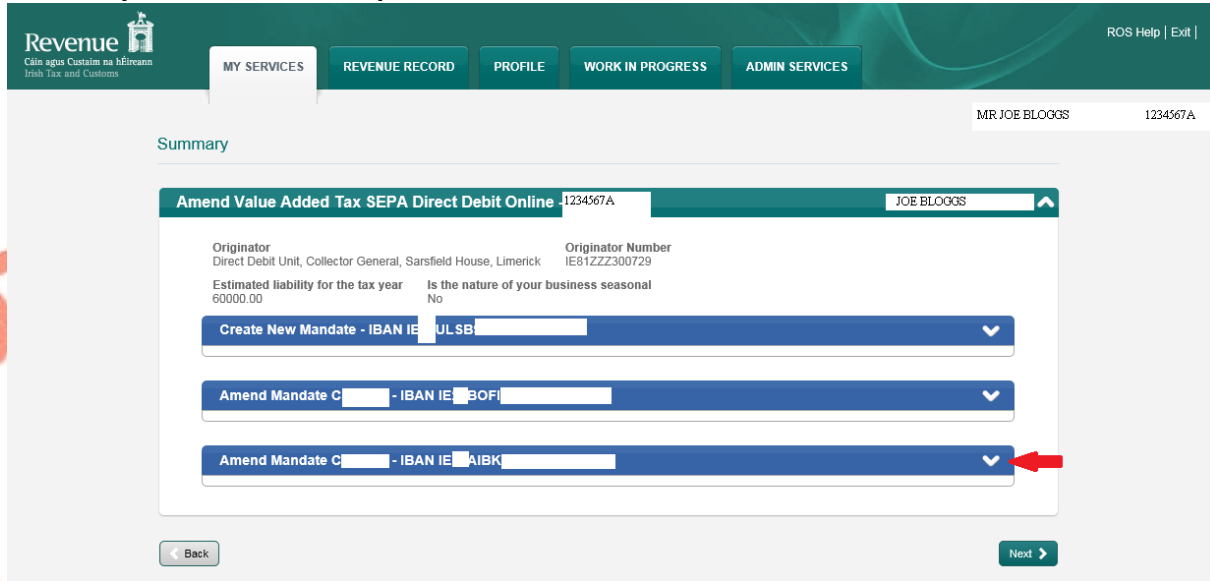 Revenue
Cáin agus Custaim na hÉireann
Irish Tax and Customs
ROS Help | Exit |
MY SERVICES REVENUE RECORD PROFILE WORK IN PROGRESS ADMIN SERVICES
MR JOE BLOGGS 1234567A
Summary
Amend Value Added Tax SEPA Direct Debit Online - 1234567A JOE BLOGGS
Originator Originator Number
Direct Debit Unit, Collector General, Sarsfield House, Limerick IE81ZZZ300729
Estimated liability for the tax year Is the nature of your business seasonal
60000.00 No
Create New Mandate - IBAN IE ULSB
Amend Mandate C - IBAN IE BOFI
Amend Mandate C - IBAN IE AIBK
Back Next